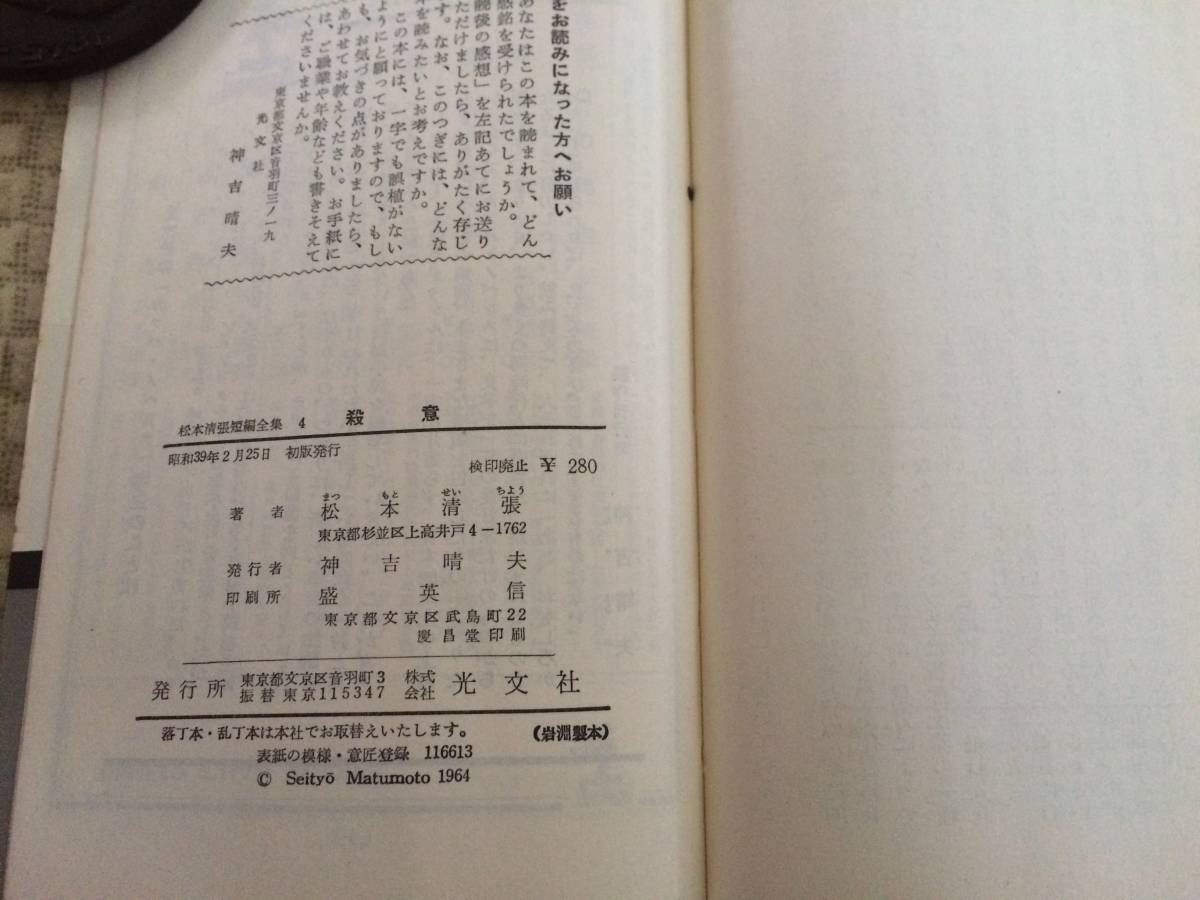 をお読みになった方へお願い
あなたはこの本を読まれて、どん
感銘を受けられたでしょうか。
読後の感想」を左記あてにお送り
ただけましたら、ありがたく存じ
す。なお、このつぎには、どんな
本を読みたいとお考えですか。
この本には、一字でも誤植がない
ようにと願っておりますので、もし
も、お気づきの点がありましたら、
あわせてお教えください。お手紙に
は、ご職業や年齢なども書きそえて
くださいませんか。
東京都文京区音羽町三ノ一九
光文社
神吉晴夫
松本清張短編全集 4 殺意
昭和39年2月25日 初版発行
検印廃止 ¥ 280
まつ もと せい ちよう
著者 松本清張
東京都杉並区上高井戸4−1762
発行者 神吉晴夫
印刷所 盛英信
東京都文京区武島町22
慶昌堂印刷
発行所 東京都文京区音羽町3 株式 光文社
振替東京115347 会社
落丁本・乱丁本は本社でお取替えいたします。 (岩淵製本)
表紙の模様・意匠登録 116613
© Seityō Matumoto 1964